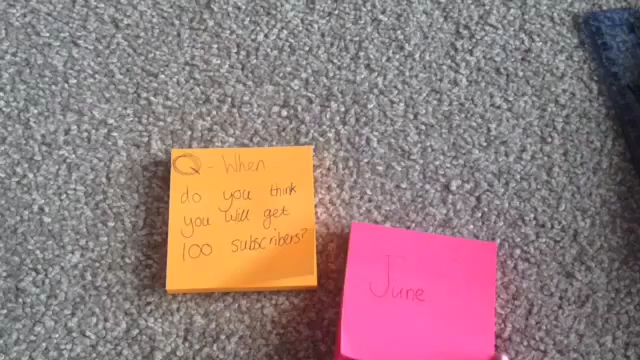 Q - When
do you think
you will get
100 subscribers?
June